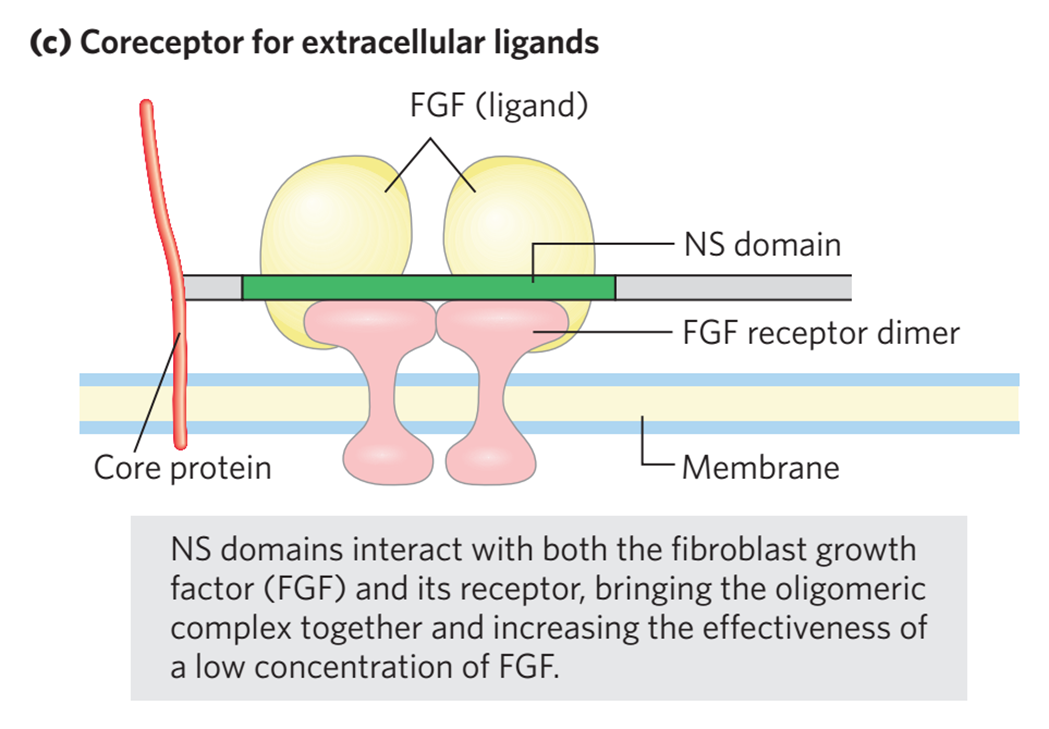 (c) Coreceptor for extracellular ligands
FGF (ligand)
NS domain
FGF receptor dimer
Core protein
Membrane
NS domains interact with both the fibroblast growth
factor (FGF) and its receptor, bringing the oligomeric
complex together and increasing the effectiveness of
a low concentration of FGF.